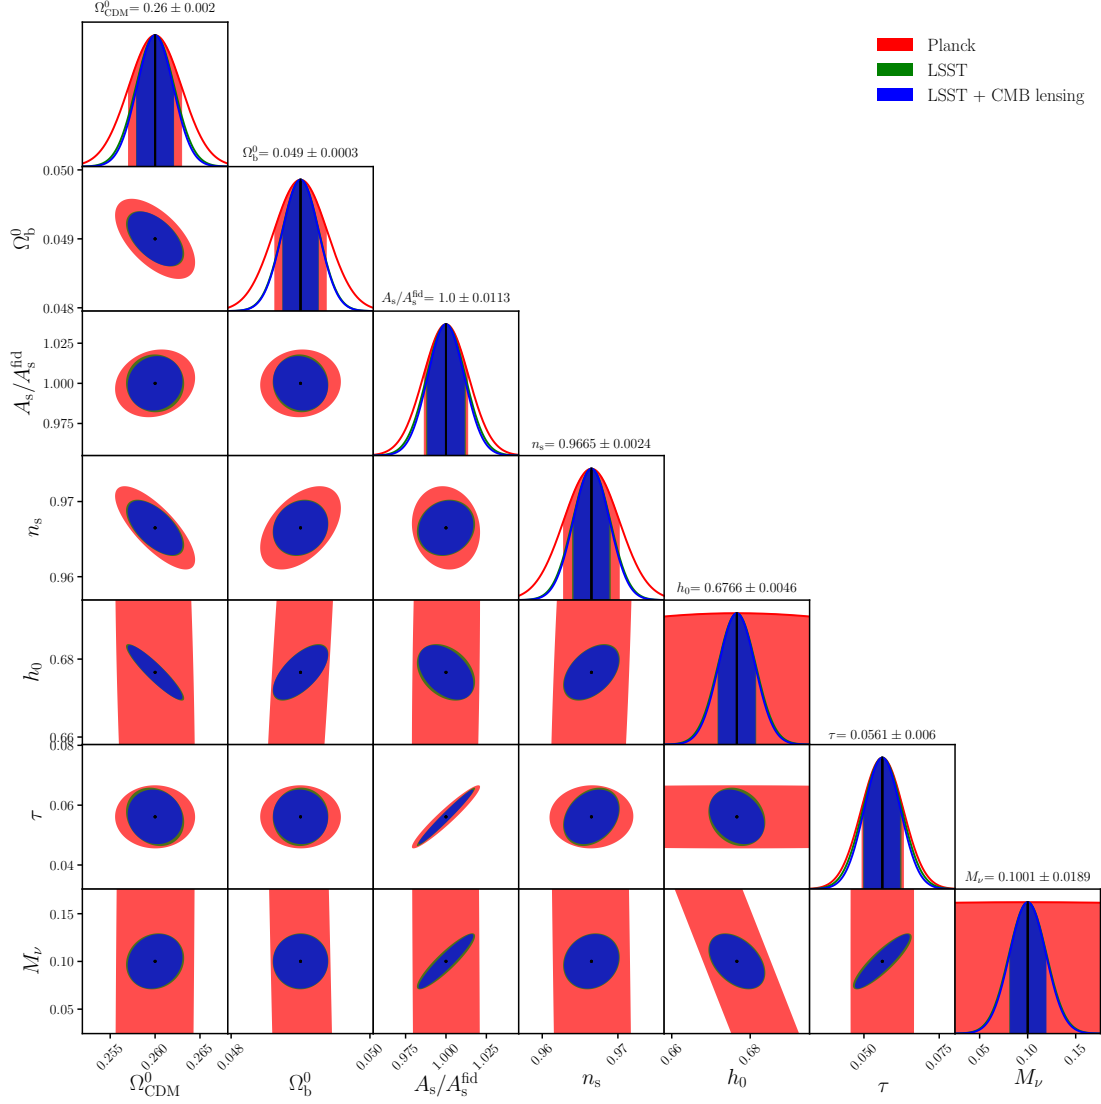 Ω⁰_CDM = 0.26 ± 0.002
Planck
LSST
LSST + CMB lensing
Ω⁰_b = 0.049 ± 0.0003
0.050
0.049
0.048
Ω⁰_b
A_s/A_s^fid = 1.0 ± 0.0113
1.025
1.000
0.975
A_s/A_s^fid
n_s = 0.9665 ± 0.0024
0.97
0.96
n_s
h_0 = 0.6766 ± 0.0046
0.68
0.66
h_0
τ = 0.0561 ± 0.006
0.08
0.06
0.04
τ
M_ν = 0.1001 ± 0.0189
0.15
0.10
0.05
M_ν
0.255 0.260 0.265 0.048 0.050 0.975 1.000 1.025 0.96 0.97 0.66 0.68 0.050 0.075 0.05 0.10 0.15
Ω⁰_CDM Ω⁰_b A_s/A_s^fid n_s h_0 τ M_ν